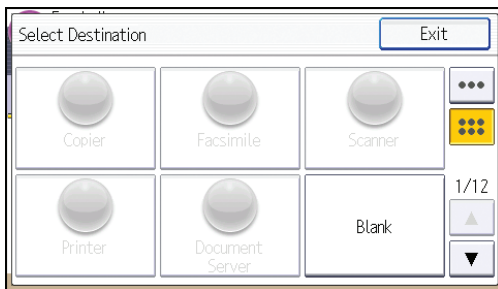 Select Destination
Exit
Copier
Facsimile
Scanner
1/12
Printer
Document
Server
Blank